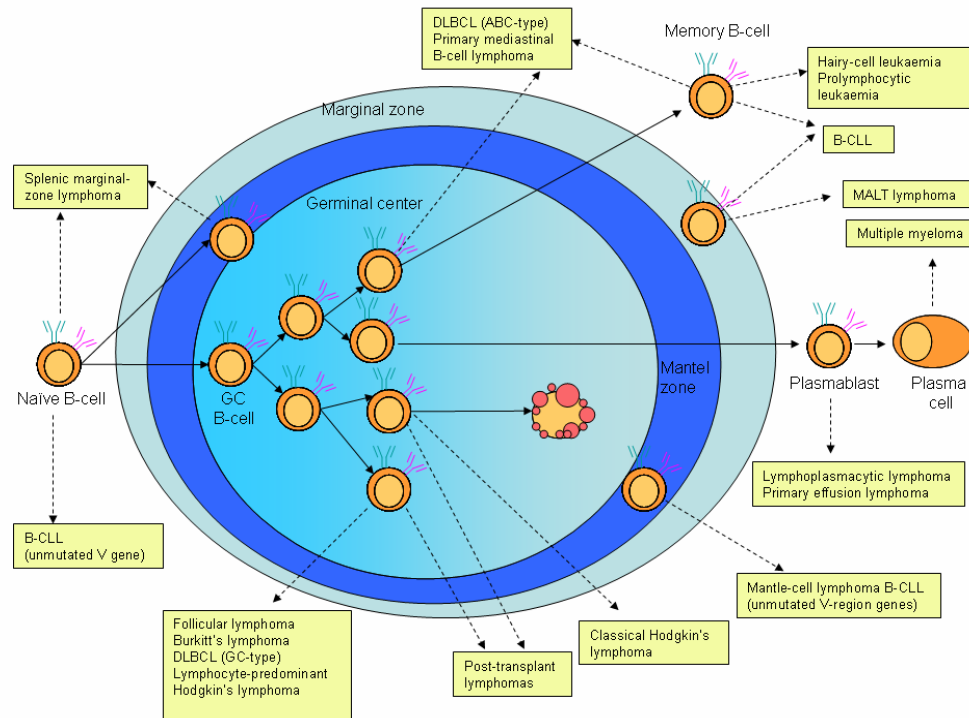 DLBCL (ABC-type)
Primary mediastinal
B-cell lymphoma
Memory B-cell
Hairy-cell leukaemia
Prolymphocytic
leukaemia
Marginal zone
B-CLL
Splenic marginal-
zone lymphoma
MALT lymphoma
Germinal center
Multiple myeloma
Naïve B-cell
GC
B-cell
Mantel
zone
Plasmablast
Plasma
cell
Lymphoplasmacytic lymphoma
Primary effusion lymphoma
B-CLL
(unmutated V gene)
Mantle-cell lymphoma B-CLL
(unmutated V-region genes)
Follicular lymphoma
Burkitt's lymphoma
DLBCL (GC-type)
Lymphocyte-predominant
Hodgkin's lymphoma
Post-transplant
lymphomas
Classical Hodgkin's
lymphoma